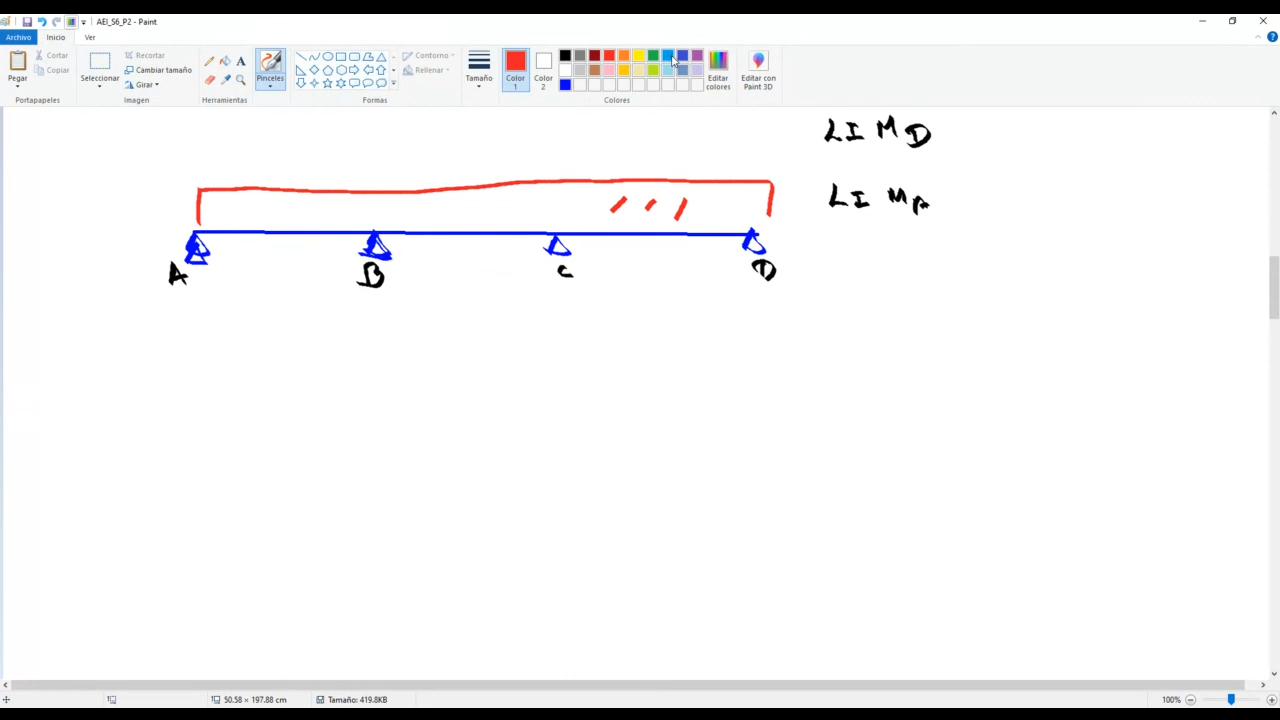 AEI_S6_P2 - Paint
Archivo Inicio Ver
Pegar
Cortar
Copiar
Portapapeles
Seleccionar
Recortar
Cambiar tamaño
Girar
Imagen
Pinceles
Herramientas
Contorno
Rellenar
Formas
Tamaño
Color 1
Color 2
Editar colores
Colores
Editar con Paint 3D
LI MD
LI MA
A B C D
50.58 × 197.88 cm
Tamaño: 419.8KB
100%